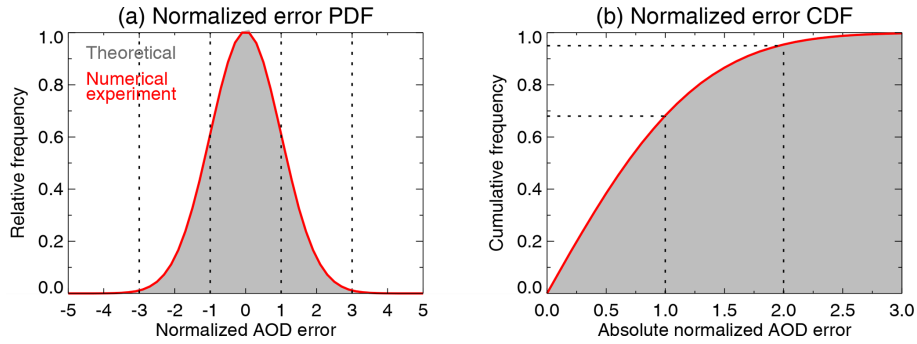 (a) Normalized error PDF
1.0
0.8
0.6
0.4
0.2
0.0
Relative frequency
Theoretical
Numerical
experiment
-5 -4 -3 -2 -1 0 1 2 3 4 5
Normalized AOD error
(b) Normalized error CDF
1.0
0.8
0.6
0.4
0.2
0.0
Cumulative frequency
0.0 0.5 1.0 1.5 2.0 2.5 3.0
Absolute normalized AOD error